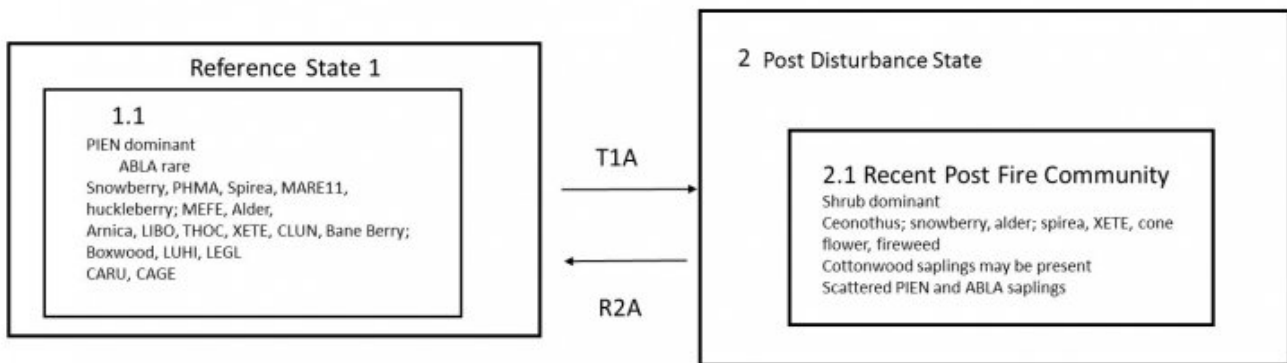 Reference State 1
1.1
PIEN dominant
ABLA rare
Snowberry, PHMA, Spirea, MARE11,
huckleberry; MEFE, Alder,
Arnica, LIBO, THOC, XETE, CLUN, Bane Berry;
Boxwood, LUHI, LEGL
CARU, CAGE
T1A
R2A
2 Post Disturbance State
2.1 Recent Post Fire Community
Shrub dominant
Ceonothus; snowberry, alder; spirea, XETE, cone
flower, fireweed
Cottonwood saplings may be present
Scattered PIEN and ABLA saplings